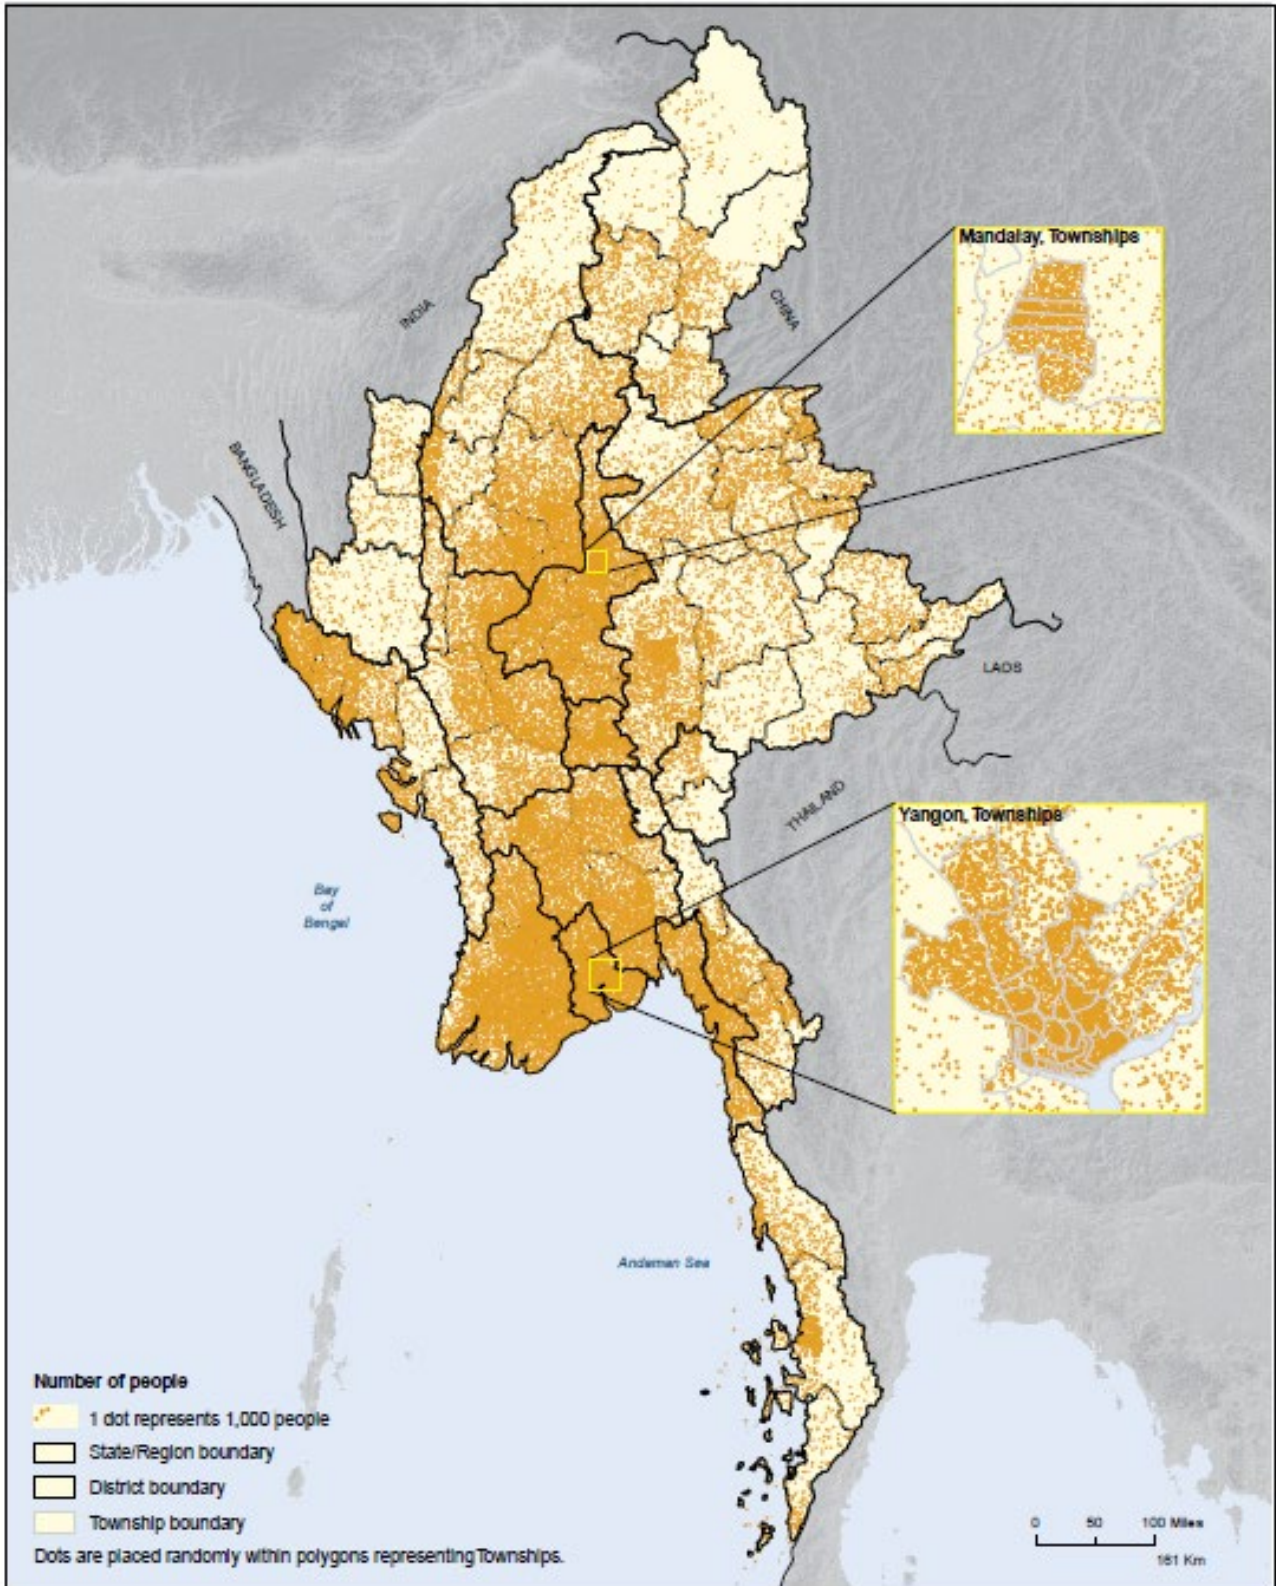 Mandalay, Townships
INDIA
CHINA
BANGLADESH
LAOS
THAILAND
Yangon, Townships
Bay
of
Bengal
Andaman Sea
Number of people
1 dot represents 1,000 people
State/Region boundary
District boundary
Township boundary
Dots are placed randomly within polygons representing Townships.
0 50 100 Miles
161 Km